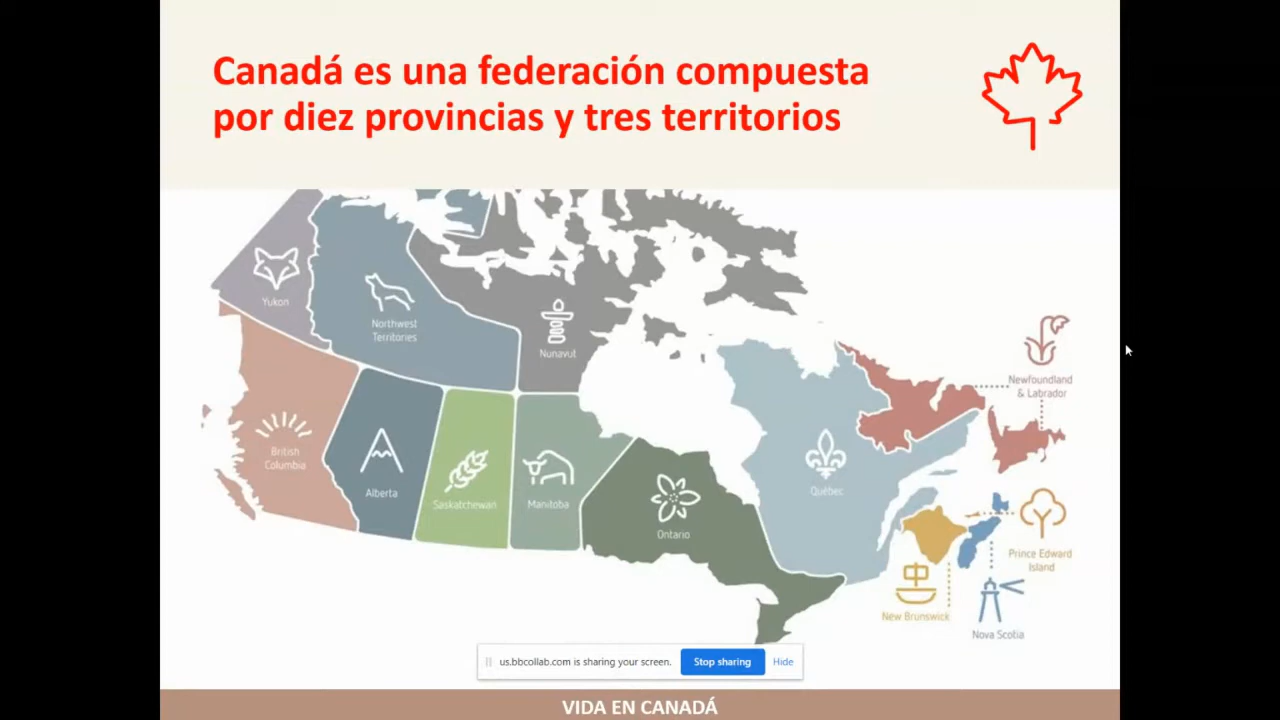 Canadá es una federación compuesta
por diez provincias y tres territorios
Yukon
Northwest
Territories
Nunavut
Newfoundland
& Labrador
British
Columbia
Alberta
Saskatchewan
Manitoba
Ontario
Québec
Prince Edward
Island
New Brunswick
Nova Scotia
us.bbcollab.com is sharing your screen.
Stop sharing
Hide
VIDA EN CANADÁ